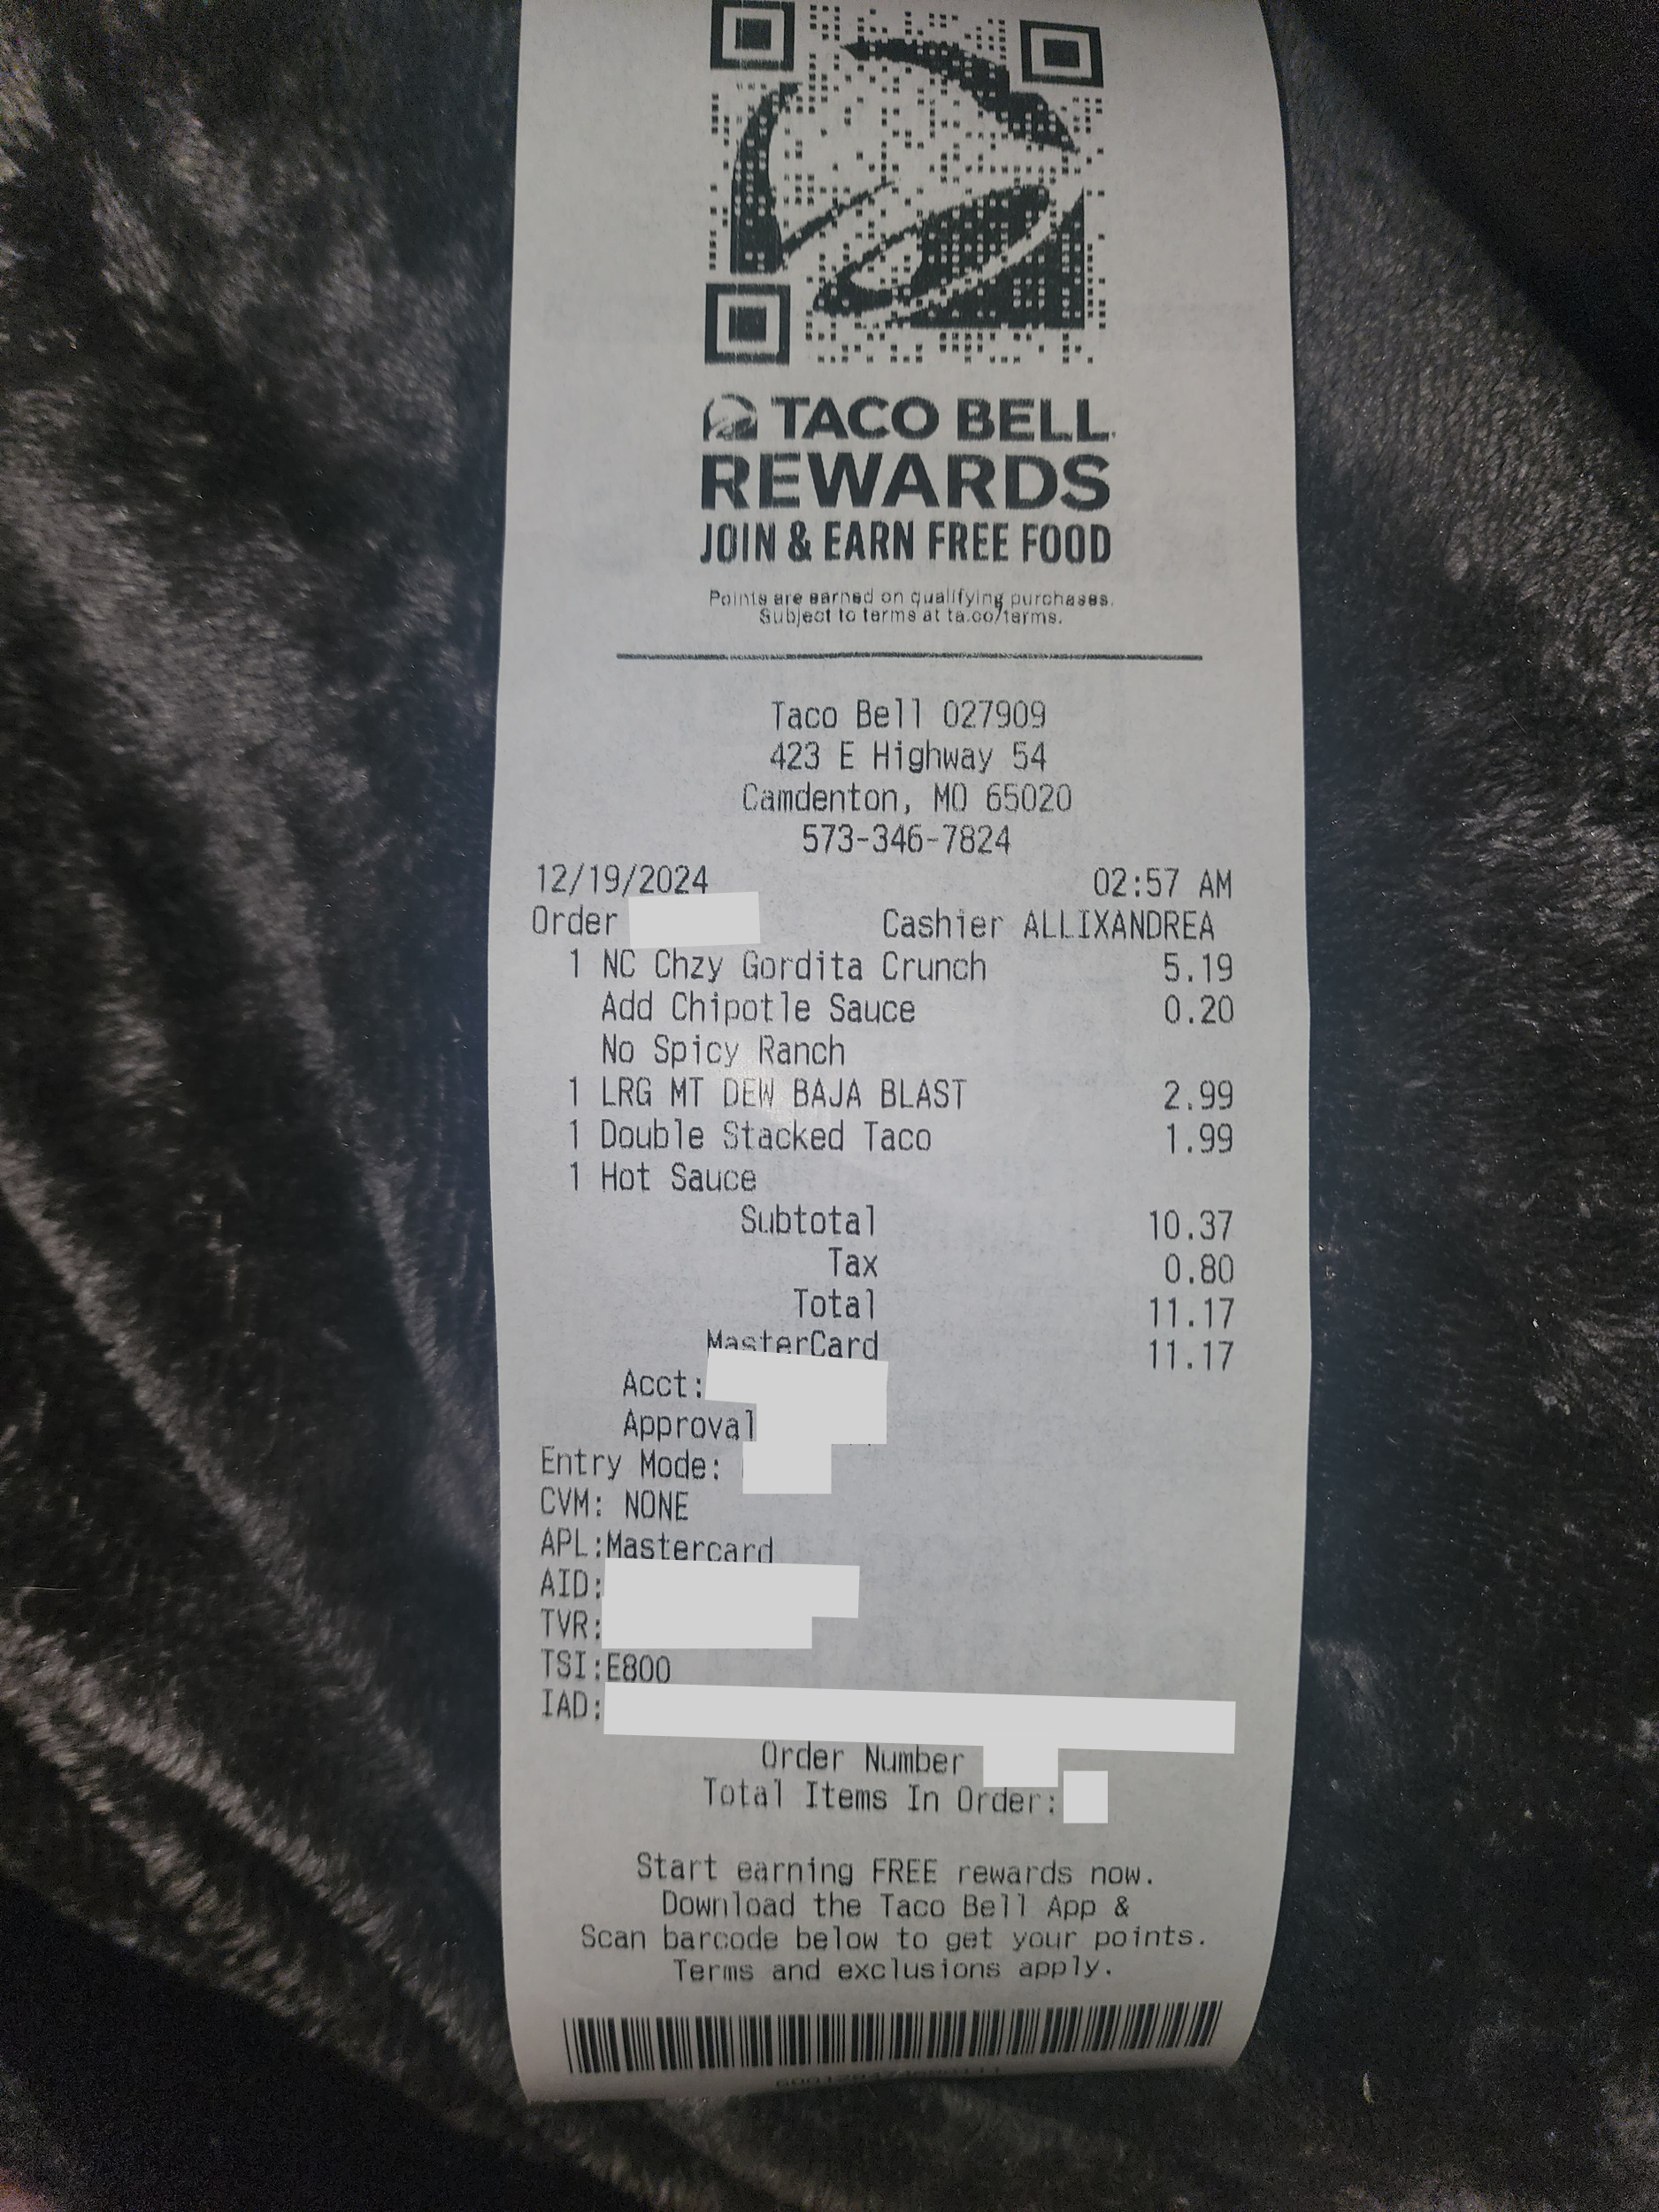 TACO BELL
REWARDS
JOIN & EARN FREE FOOD
Points are earned on qualifying purchases.
Subject to terms at ta.co/terms.
Taco Bell 027909
423 E Highway 54
Camdenton, MO 65020
573-346-7824
12/19/2024 02:57 AM
Order Cashier ALLIXANDREA
1 NC Chzy Gordita Crunch 5.19
Add Chipotle Sauce 0.20
No Spicy Ranch
1 LRG MT DEW BAJA BLAST 2.99
1 Double Stacked Taco 1.99
1 Hot Sauce
Subtotal 10.37
Tax 0.80
Total 11.17
MasterCard 11.17
Acct:
Approval
Entry Mode:
CVM: NONE
APL:Mastercard
AID:
TVR:
TSI:E800
IAD:
Order Number
Total Items In Order:
Start earning FREE rewards now.
Download the Taco Bell App &
Scan barcode below to get your points.
Terms and exclusions apply.